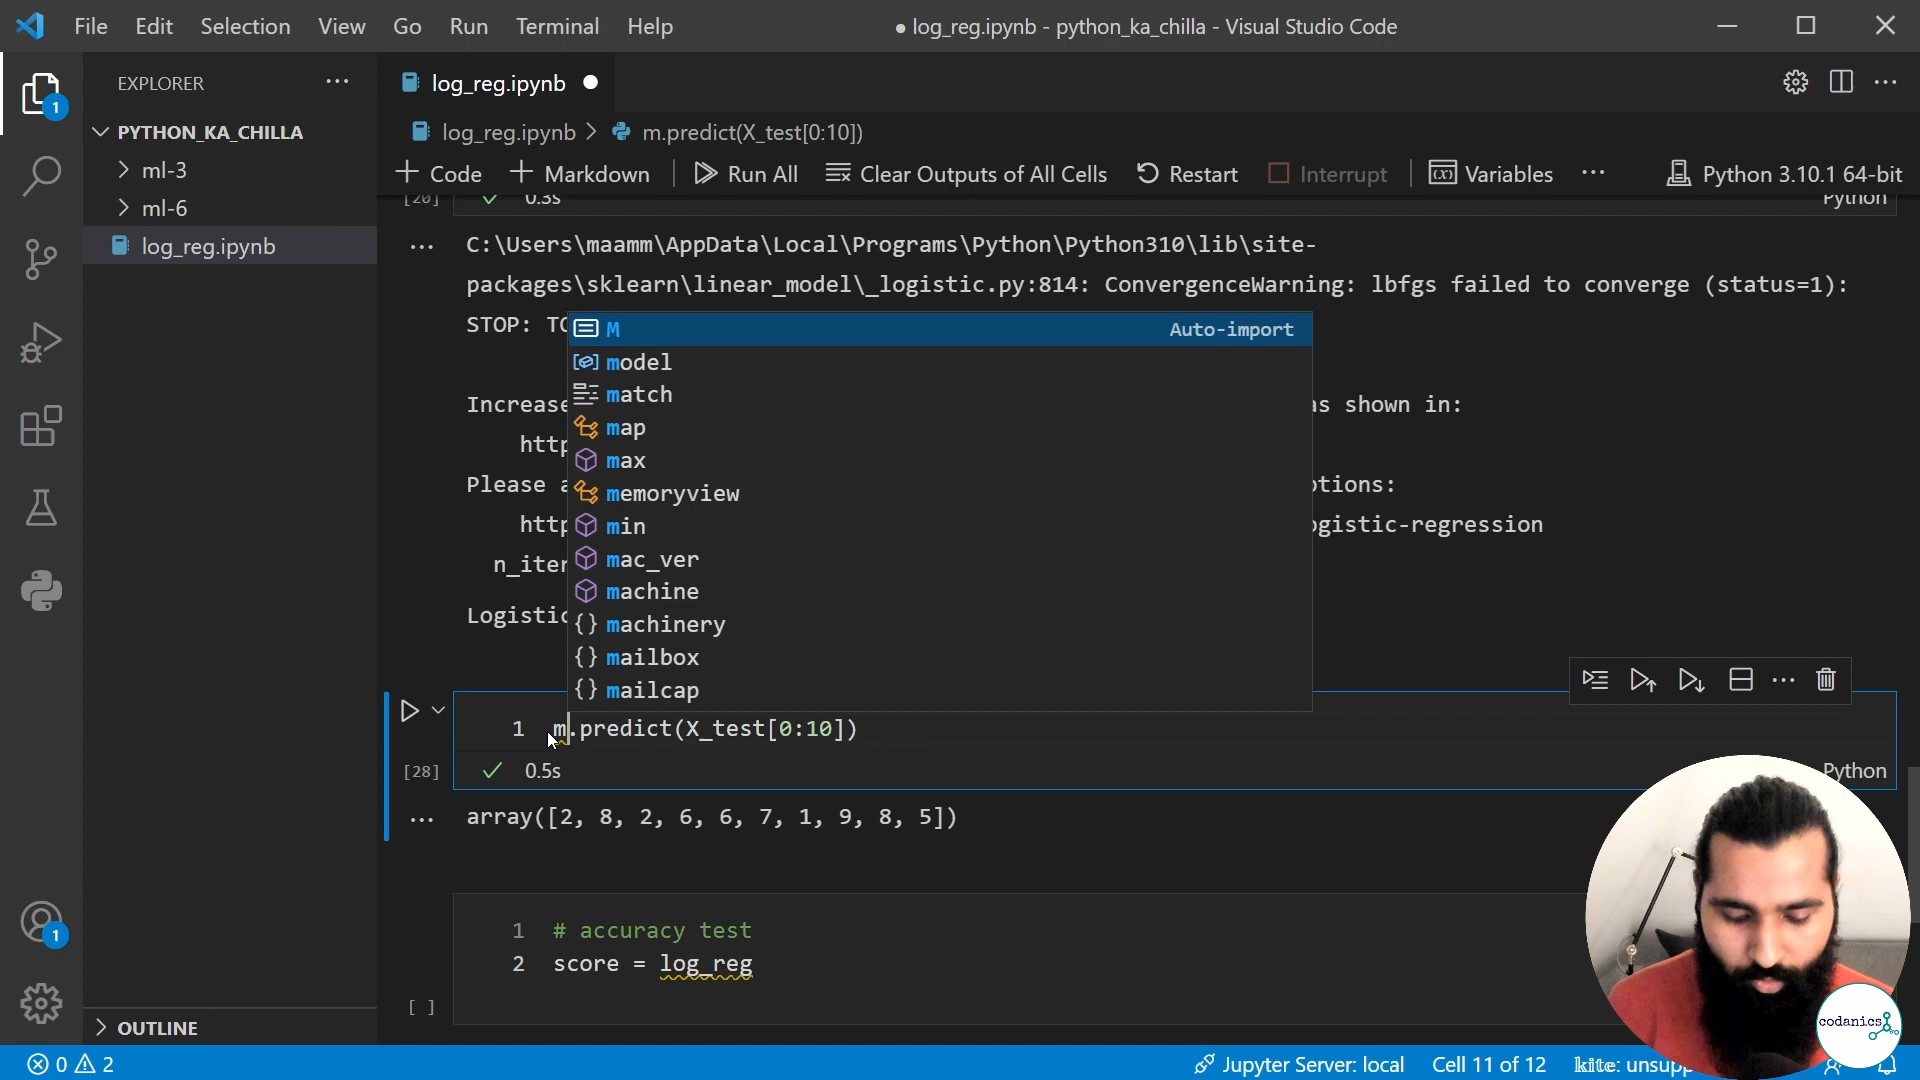 File Edit Selection View Go Run Terminal Help
● log_reg.ipynb - python_ka_chilla - Visual Studio Code
EXPLORER
PYTHON_KA_CHILLA
ml-3
ml-6
log_reg.ipynb
OUTLINE
1
1
log_reg.ipynb
log_reg.ipynb > m.predict(X_test[0:10])
+ Code + Markdown Run All Clear Outputs of All Cells Restart Interrupt Variables ... Python 3.10.1 64-bit
[20] 0.3s Python
C:\Users\maamm\AppData\Local\Programs\Python\Python310\lib\site-
packages\sklearn\linear_model\_logistic.py:814: ConvergenceWarning: lbfgs failed to converge (status=1):
STOP: TO
Increase as shown in:
http
Please a ptions:
http ogistic-regression
n_iter
Logistic
M Auto-import
model
match
map
max
memoryview
min
mac_ver
machine
machinery
mailbox
mailcap
1 m.predict(X_test[0:10])
[28] 0.5s Python
array([2, 8, 2, 6, 6, 7, 1, 9, 8, 5])
1 # accuracy test
2 score = log_reg
[ ]
codanics
0 2 Jupyter Server: local Cell 11 of 12 kite: unsupp